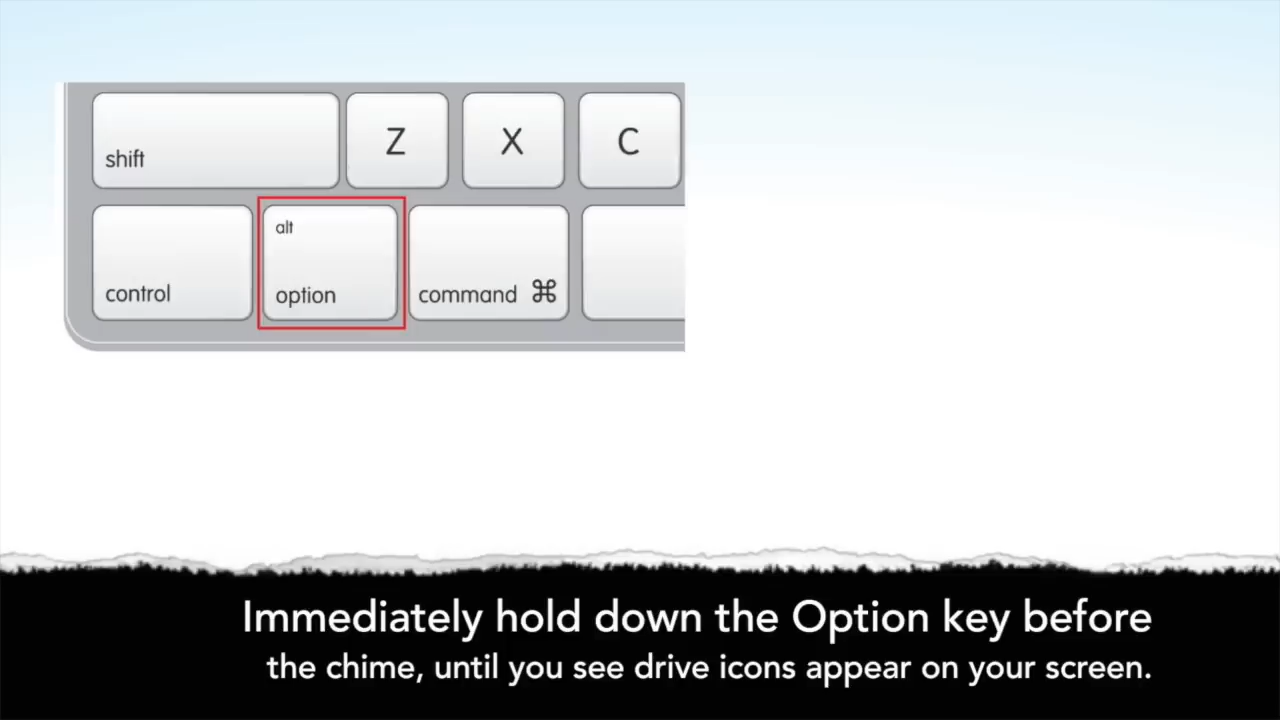 shift Z X C
alt
control option command ⌘
Immediately hold down the Option key before
the chime, until you see drive icons appear on your screen.